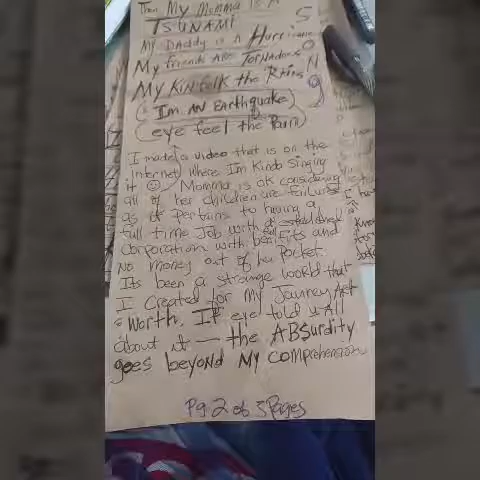 Then My Momma is A
TSUNAMI
My DADDy is A Hurricane
My friends Are Tornadoes
My Kinfolk the Rains
(I'm AN EArthquake)
(eye feel the Pain)
SONg
I made a video that is on the
Internet where I'm Kinda Singing
it ☺ Momma is ok considering
all of her children are failures
as it pertains to having a
full time Job with
Corporation with benefits and
No money out of her Pocket.
Its been a strange world that
I created for My Journey Act
Worth. If eye told y'All
About it — the ABSurdity
goes beyond My comprehension
Pg 2 of 3 Pages